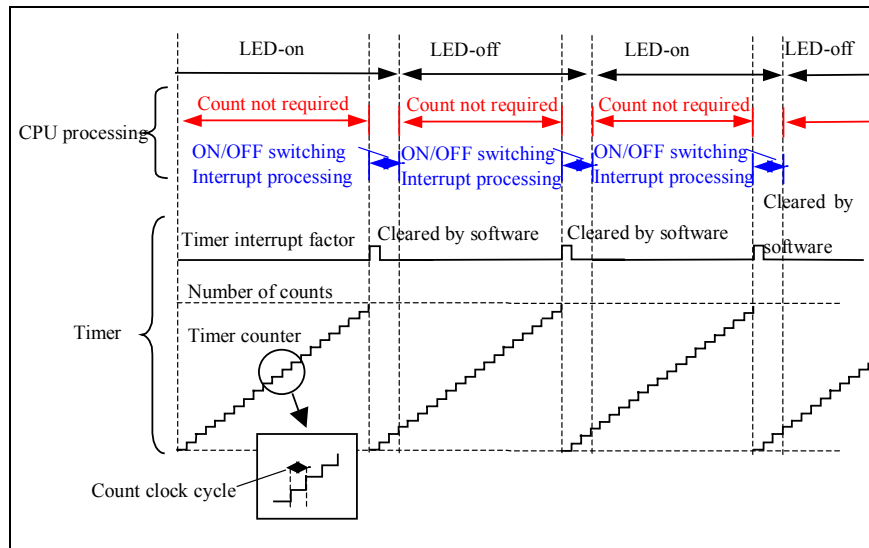 LED-on
LED-off
LED-on
LED-off
CPU processing
Count not required
Count not required
Count not required
ON/OFF switching
Interrupt processing
ON/OFF switching
Interrupt processing
ON/OFF switching
Interrupt processing
Timer
Timer interrupt factor
Cleared by software
Cleared by software
Cleared by
software
Number of counts
Timer counter
Count clock cycle